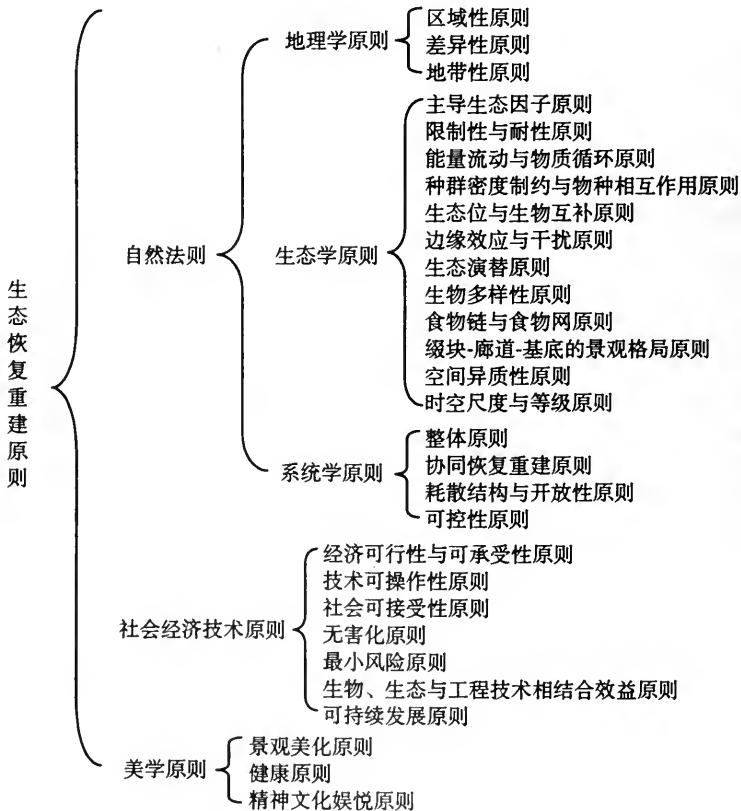 生态恢复重建原则
自然法则
地理学原则
区域性原则
差异性原则
地带性原则
生态学原则
主导生态因子原则
限制性与耐性原则
能量流动与物质循环原则
种群密度制约与物种相互作用原则
生态位与生物互补原则
边缘效应与干扰原则
生态演替原则
生物多样性原则
食物链与食物网原则
缀块-廊道-基底的景观格局原则
空间异质性原则
时空尺度与等级原则
系统学原则
整体原则
协同恢复重建原则
耗散结构与开放性原则
可控性原则
社会经济技术原则
经济可行性与可承受性原则
技术可操作性原则
社会可接受性原则
无害化原则
最小风险原则
生物、生态与工程技术相结合效益原则
可持续发展原则
美学原则
景观美化原则
健康原则
精神文化娱悦原则